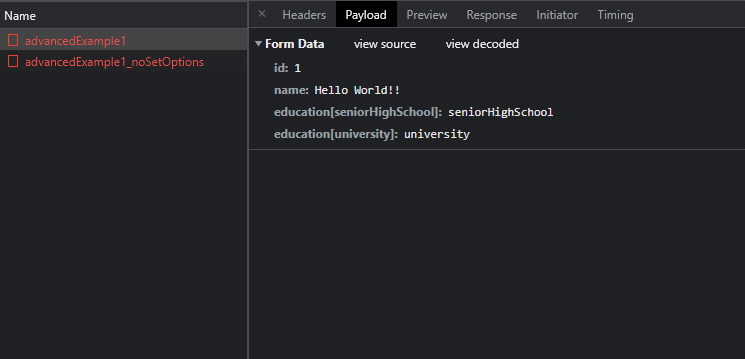 Name
advancedExample1
advancedExample1_noSetOptions
× Headers Payload Preview Response Initiator Timing
▼ Form Data view source view decoded
id: 1
name: Hello World!!
education[seniorHighSchool]: seniorHighSchool
education[university]: university